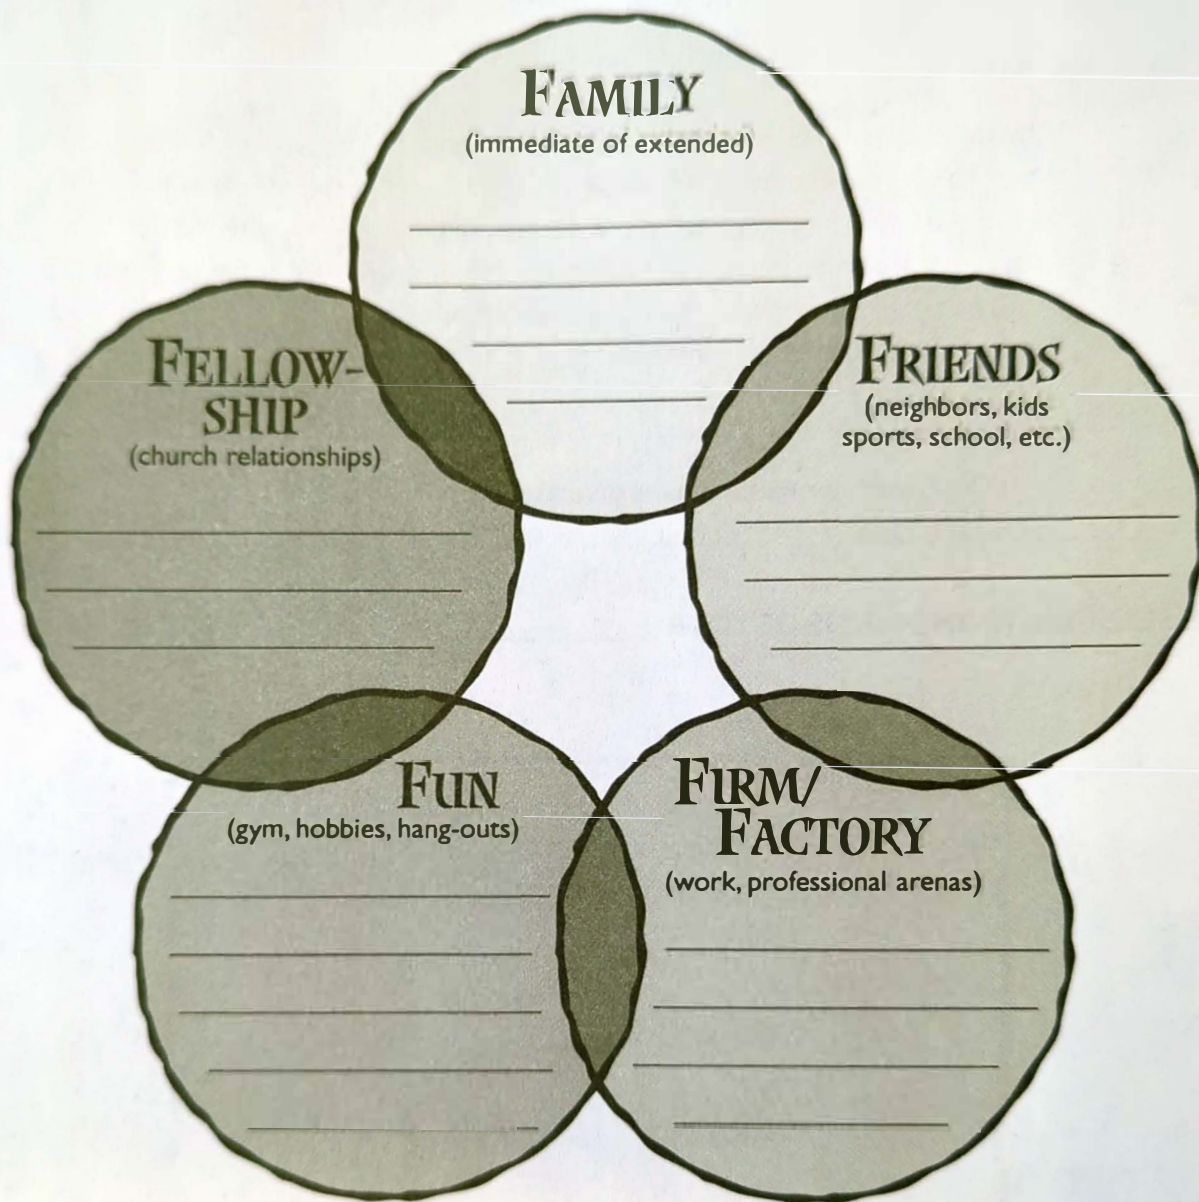 FAMILY
(immediate of extended)
FELLOW-
SHIP
(church relationships)
FRIENDS
(neighbors, kids
sports, school, etc.)
FUN
(gym, hobbies, hang-outs)
FIRM/
FACTORY
(work, professional arenas)